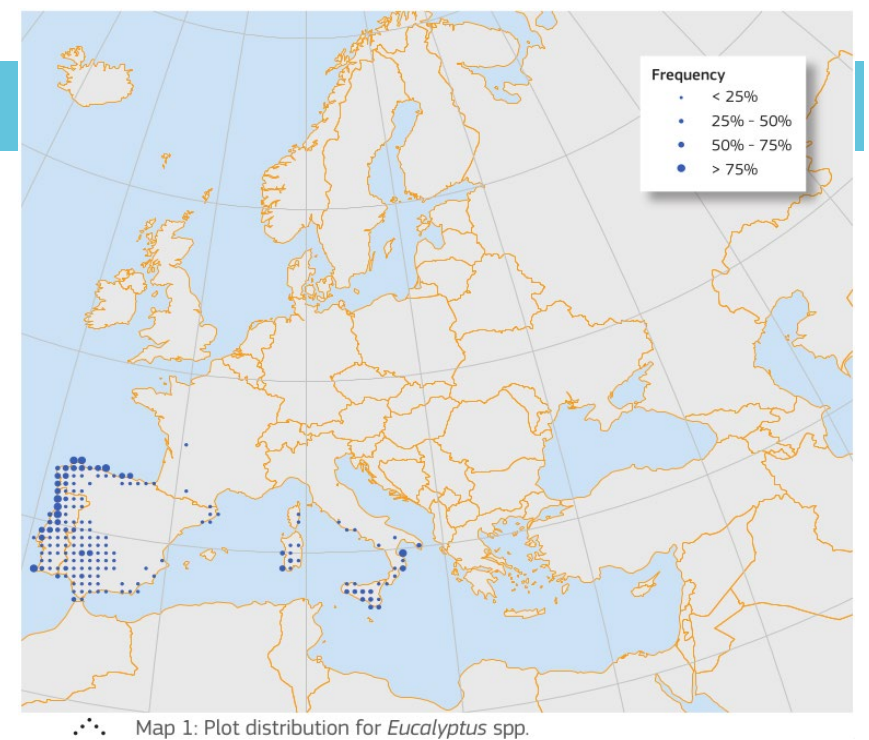 Frequency
< 25%
25% - 50%
50% - 75%
> 75%
Map 1: Plot distribution for Eucalyptus spp.